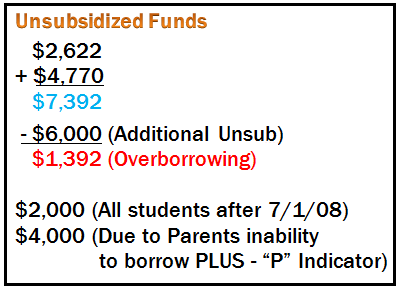 Unsubsidized Funds
$2,622
+ $4,770
$7,392
- $6,000 (Additional Unsub)
$1,392 (Overborrowing)
$2,000 (All students after 7/1/08)
$4,000 (Due to Parents inability
to borrow PLUS - “P” Indicator)